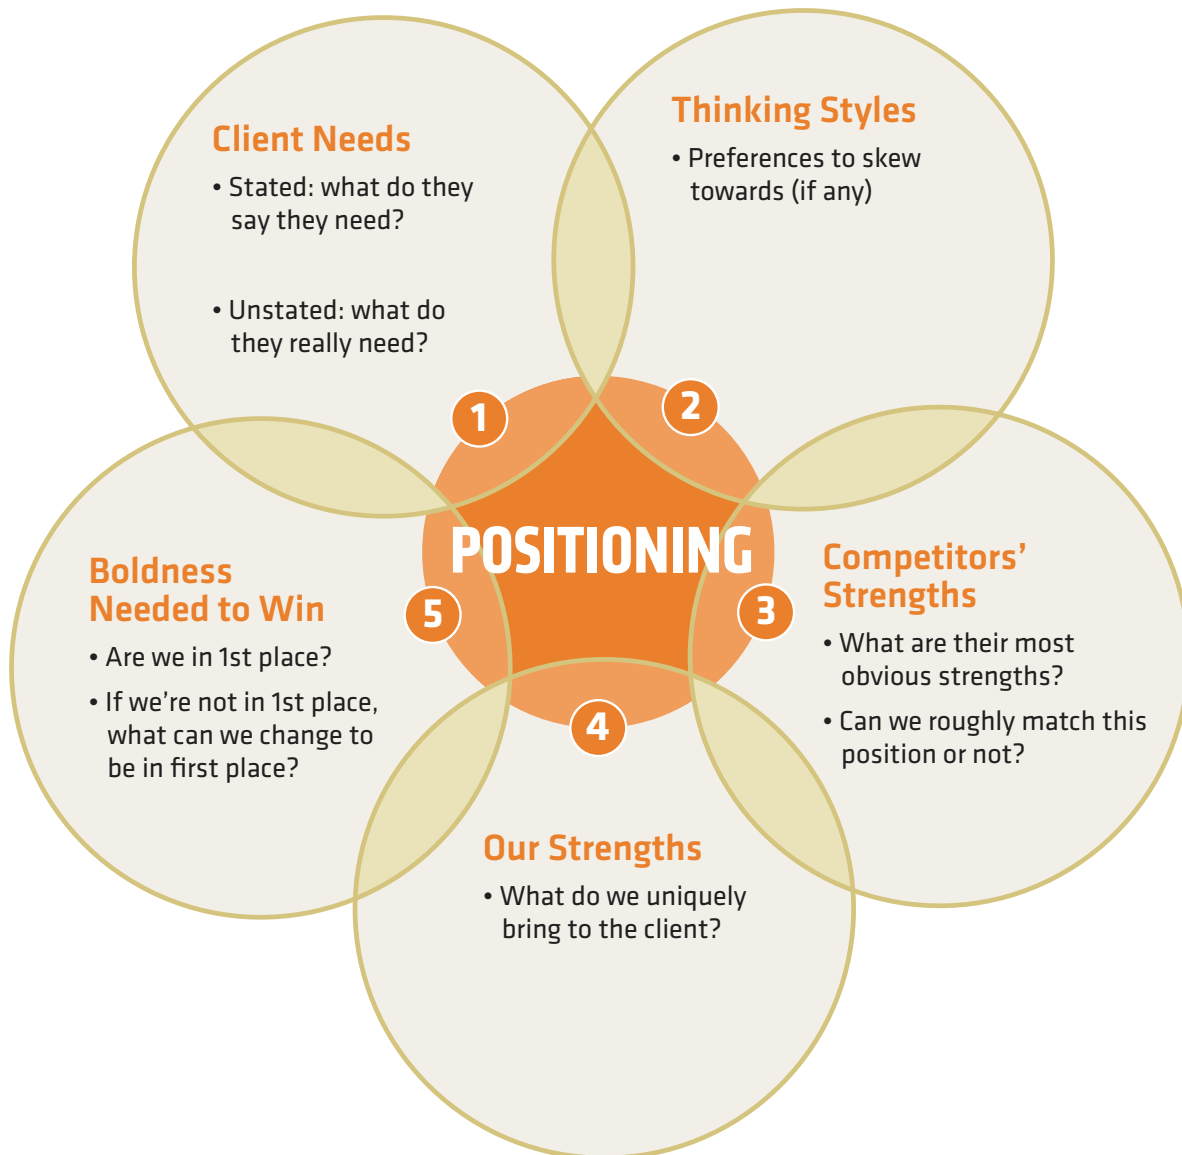 Client Needs
• Stated: what do they
say they need?
• Unstated: what do
they really need?
Thinking Styles
• Preferences to skew
towards (if any)
1
2
POSITIONING
3
4
5
Competitors’
Strengths
• What are their most
obvious strengths?
• Can we roughly match this
position or not?
Our Strengths
• What do we uniquely
bring to the client?
Boldness
Needed to Win
• Are we in 1st place?
• If we’re not in 1st place,
what can we change to
be in first place?